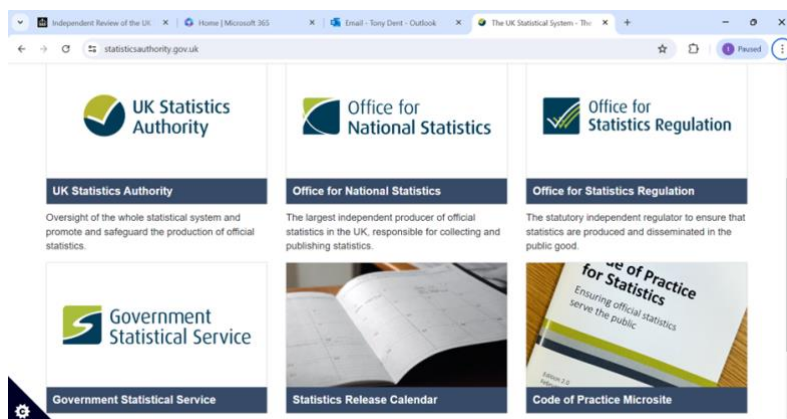 Independent Review of the UK
Home | Microsoft 365
Email - Tony Dent - Outlook
The UK Statistical System - The
statisticsauthority.gov.uk
Paused
UK Statistics
Authority
Office for
National Statistics
Office for
Statistics Regulation
UK Statistics Authority
Office for National Statistics
Office for Statistics Regulation
Oversight of the whole statistical system and
promote and safeguard the production of official
statistics.
The largest independent producer of official
statistics in the UK, responsible for collecting and
publishing statistics.
The statutory independent regulator to ensure that
statistics are produced and disseminated in the
public good.
Government
Statistical Service
Code of Practice
for Statistics
Ensuring official statistics
serve the public
Edition 2.0
Government Statistical Service
Statistics Release Calendar
Code of Practice Microsite